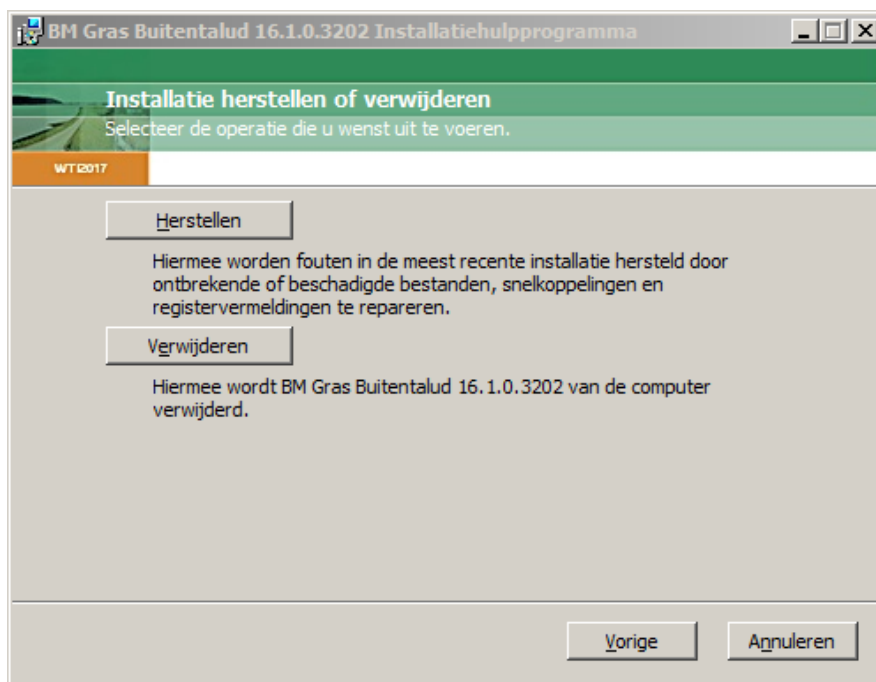 BM Gras Buitentalud 16.1.0.3202 Installatiehulpprogramma
Installatie herstellen of verwijderen
Selecteer de operatie die u wenst uit te voeren.
WTI2017
Herstellen
Hiermee worden fouten in de meest recente installatie hersteld door
ontbrekende of beschadigde bestanden, snelkoppelingen en
registervermeldingen te repareren.
Verwijderen
Hiermee wordt BM Gras Buitentalud 16.1.0.3202 van de computer
verwijderd.
Vorige
Annuleren